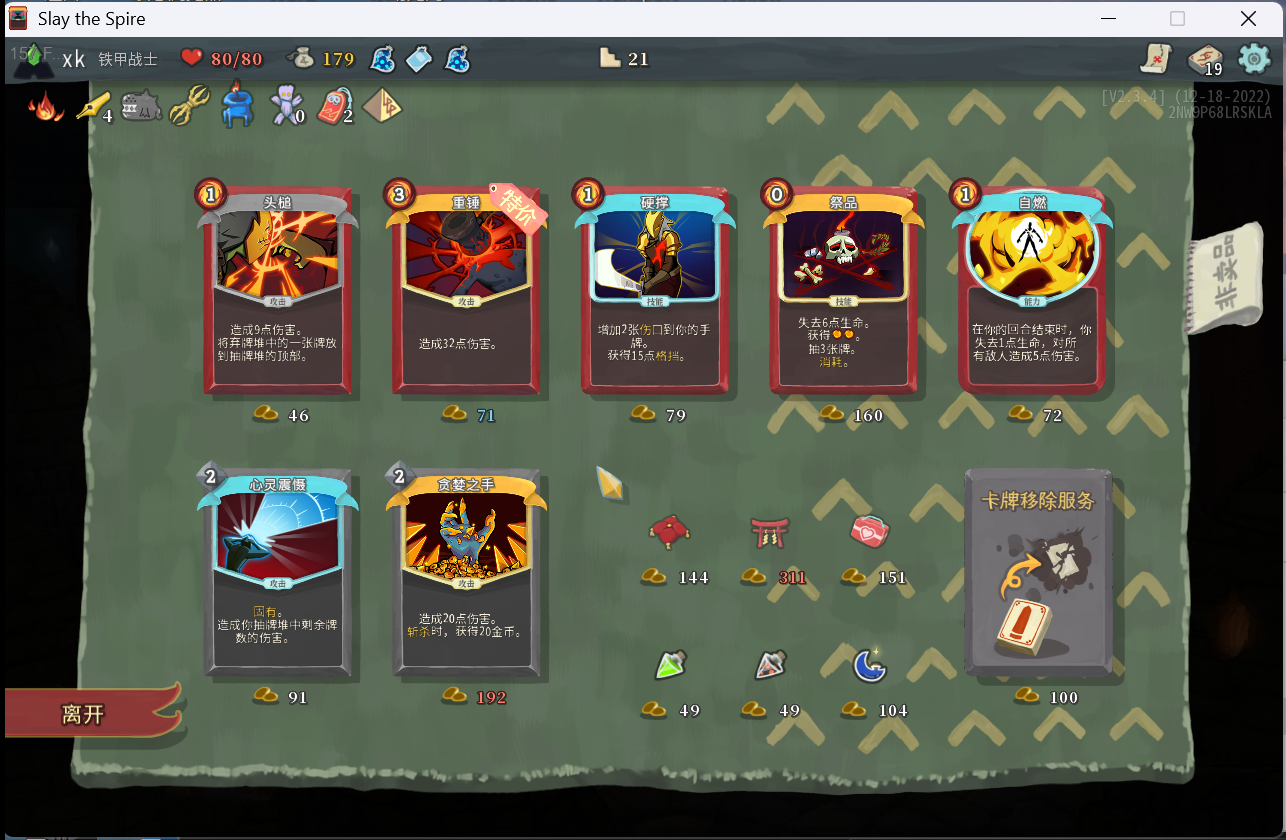 Slay the Spire
xk 铁甲战士 80/80 179 21 19
4 0 2
[V2.3.4] (12-18-2022)
2NW9P68LRSKLA
1 头槌
攻击
造成9点伤害。
将弃牌堆中的一张牌放
到抽牌堆的顶部。
46
3 重锤
特价
攻击
造成32点伤害。
71
1 硬撑
技能
增加2张伤口到你的手
牌。
获得15点格挡。
79
0 祭品
技能
失去6点生命。
获得
抽3张牌。
消耗。
160
1 自燃
能力
在你的回合结束时，你
失去1点生命，对所
有敌人造成5点伤害。
72
非卖品
2 心灵震慑
攻击
固有。
造成你抽牌堆中剩余牌
数的伤害。
91
2 贪婪之手
攻击
造成20点伤害。
斩杀时，获得20金币。
192
144 311 151
49 49 104
卡牌移除服务
100
离开